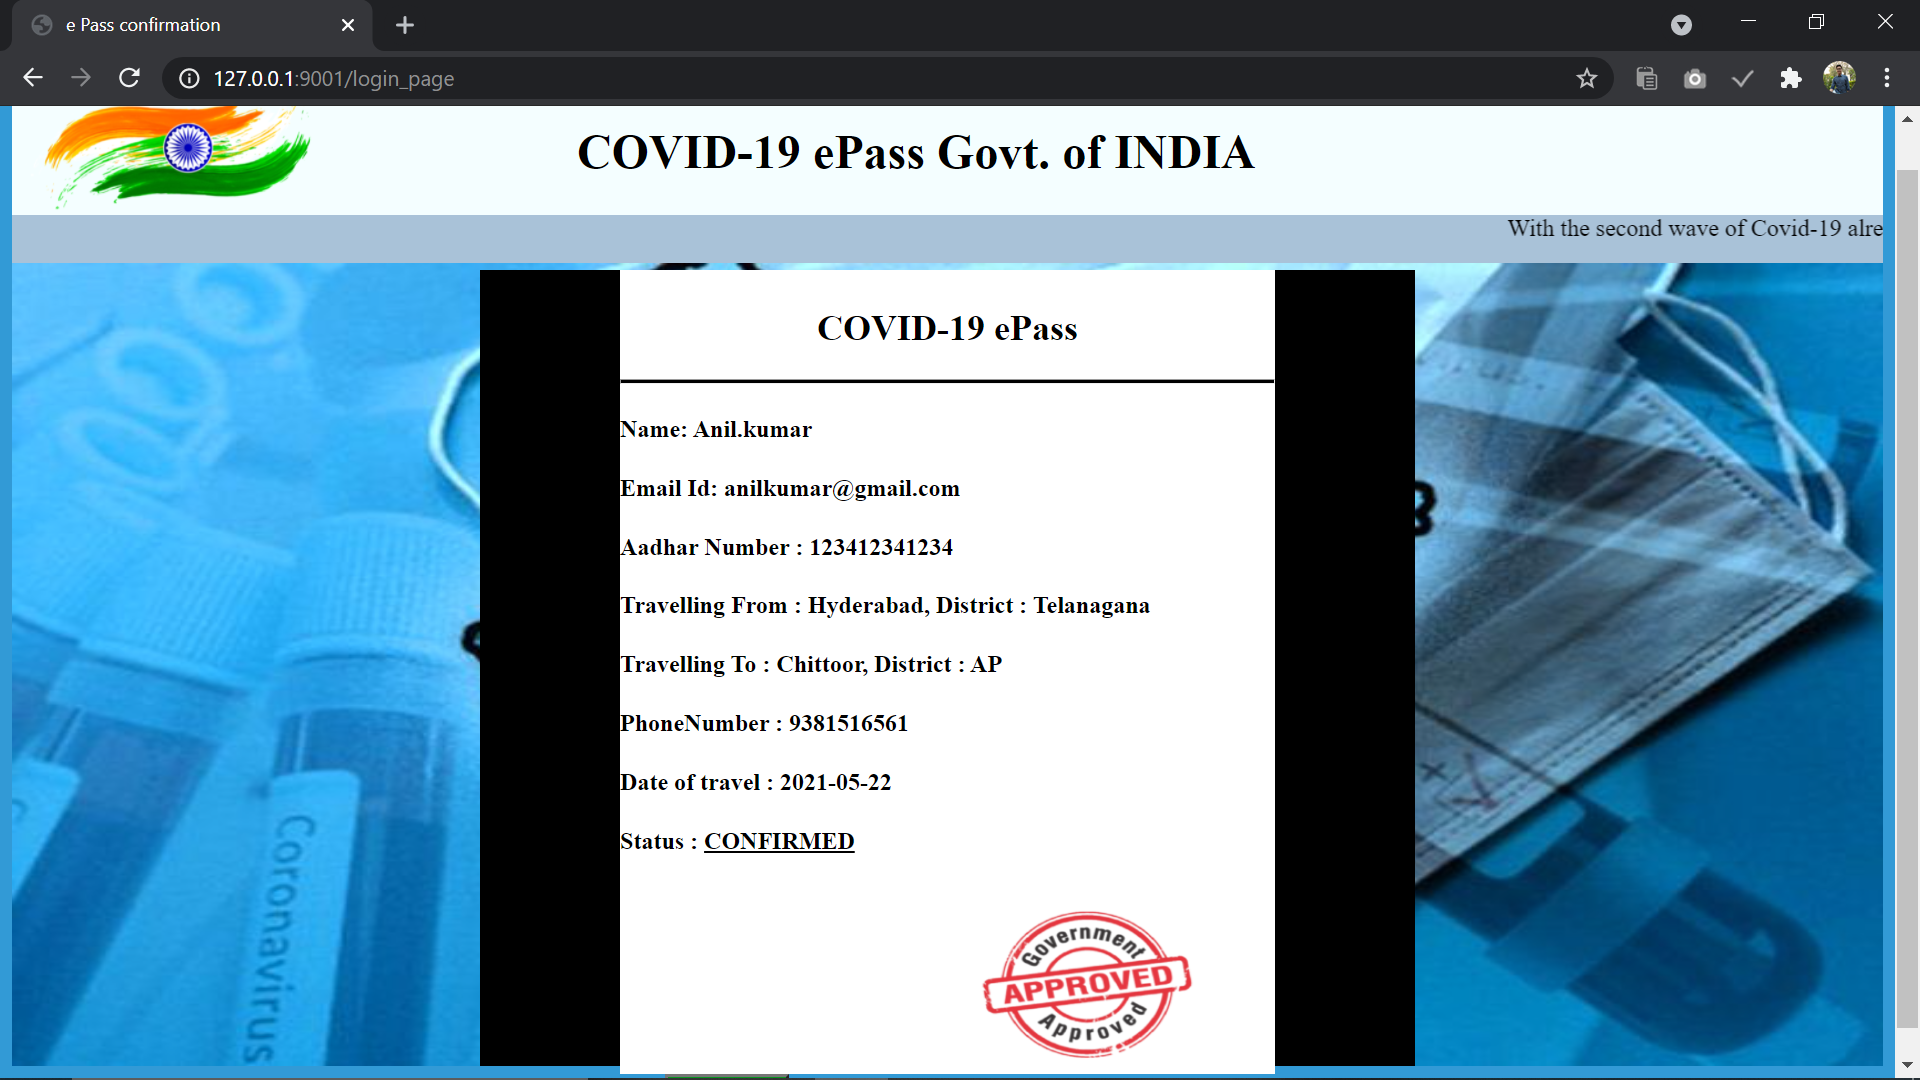 e Pass confirmation
127.0.0.1:9001/login_page
COVID-19 ePass Govt. of INDIA
With the second wave of Covid-19 alre
COVID-19 ePass
Name: Anil.kumar
Email Id: anilkumar@gmail.com
Aadhar Number : 123412341234
Travelling From : Hyderabad, District : Telanagana
Travelling To : Chittoor, District : AP
PhoneNumber : 9381516561
Date of travel : 2021-05-22
Status : CONFIRMED
Government
APPROVED
Approved
Coronavirus